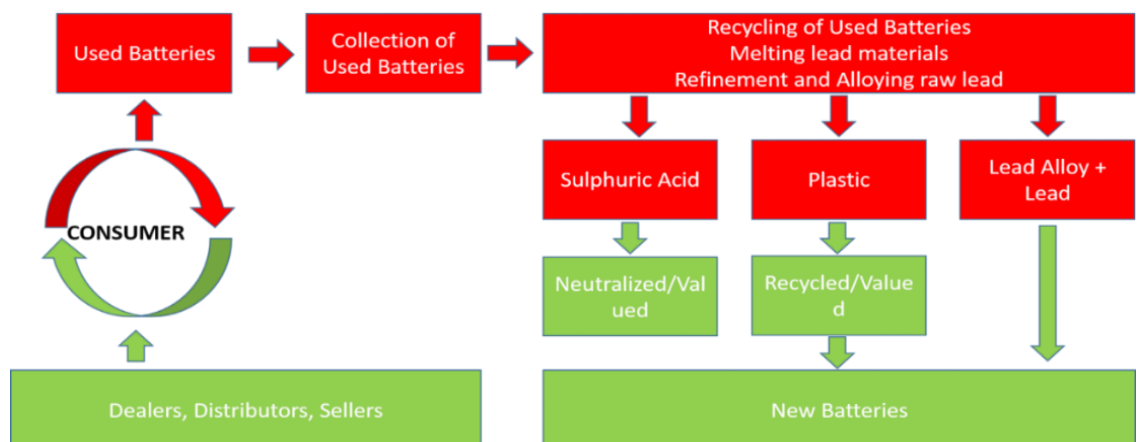 Used Batteries
Collection of
Used Batteries
Recycling of Used Batteries
Melting lead materials
Refinement and Alloying raw lead
Sulphuric Acid
Plastic
Lead Alloy +
Lead
CONSUMER
Neutralized/Val
ued
Recycled/Value
d
Dealers, Distributors, Sellers
New Batteries